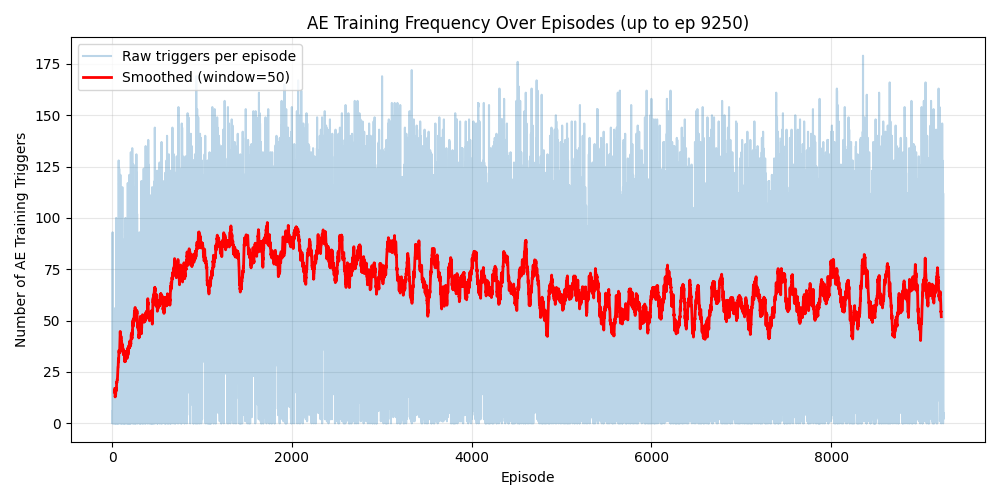 AE Training Frequency Over Episodes (up to ep 9250)
Raw triggers per episode
Smoothed (window=50)
Number of AE Training Triggers
175
150
125
100
75
50
25
0
0 2000 4000 6000 8000
Episode